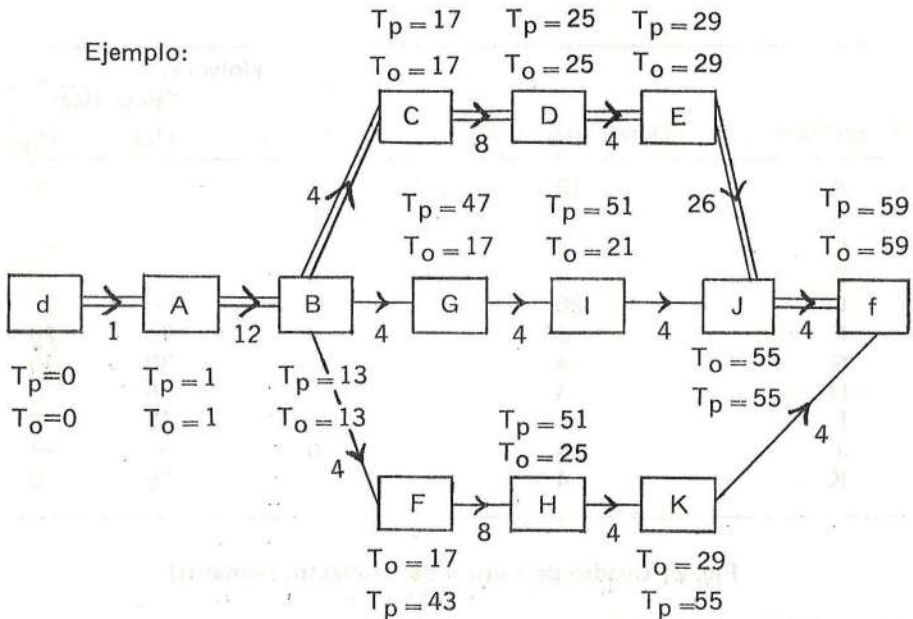 Ejemplo:
Tp = 17
To = 17
Tp = 25
To = 25
Tp = 29
To = 29
C
8
D
4
E
4
26
Tp = 47
To = 17
Tp = 51
To = 21
Tp = 59
To = 59
d
1
A
12
B
4
G
4
I
4
J
4
f
Tp=0
To=0
Tp = 1
To = 1
Tp = 13
To = 13
To = 55
Tp = 55
4
Tp = 51
To = 25
4
F
8
H
4
K
To = 17
Tp = 43
To = 29
Tp = 55